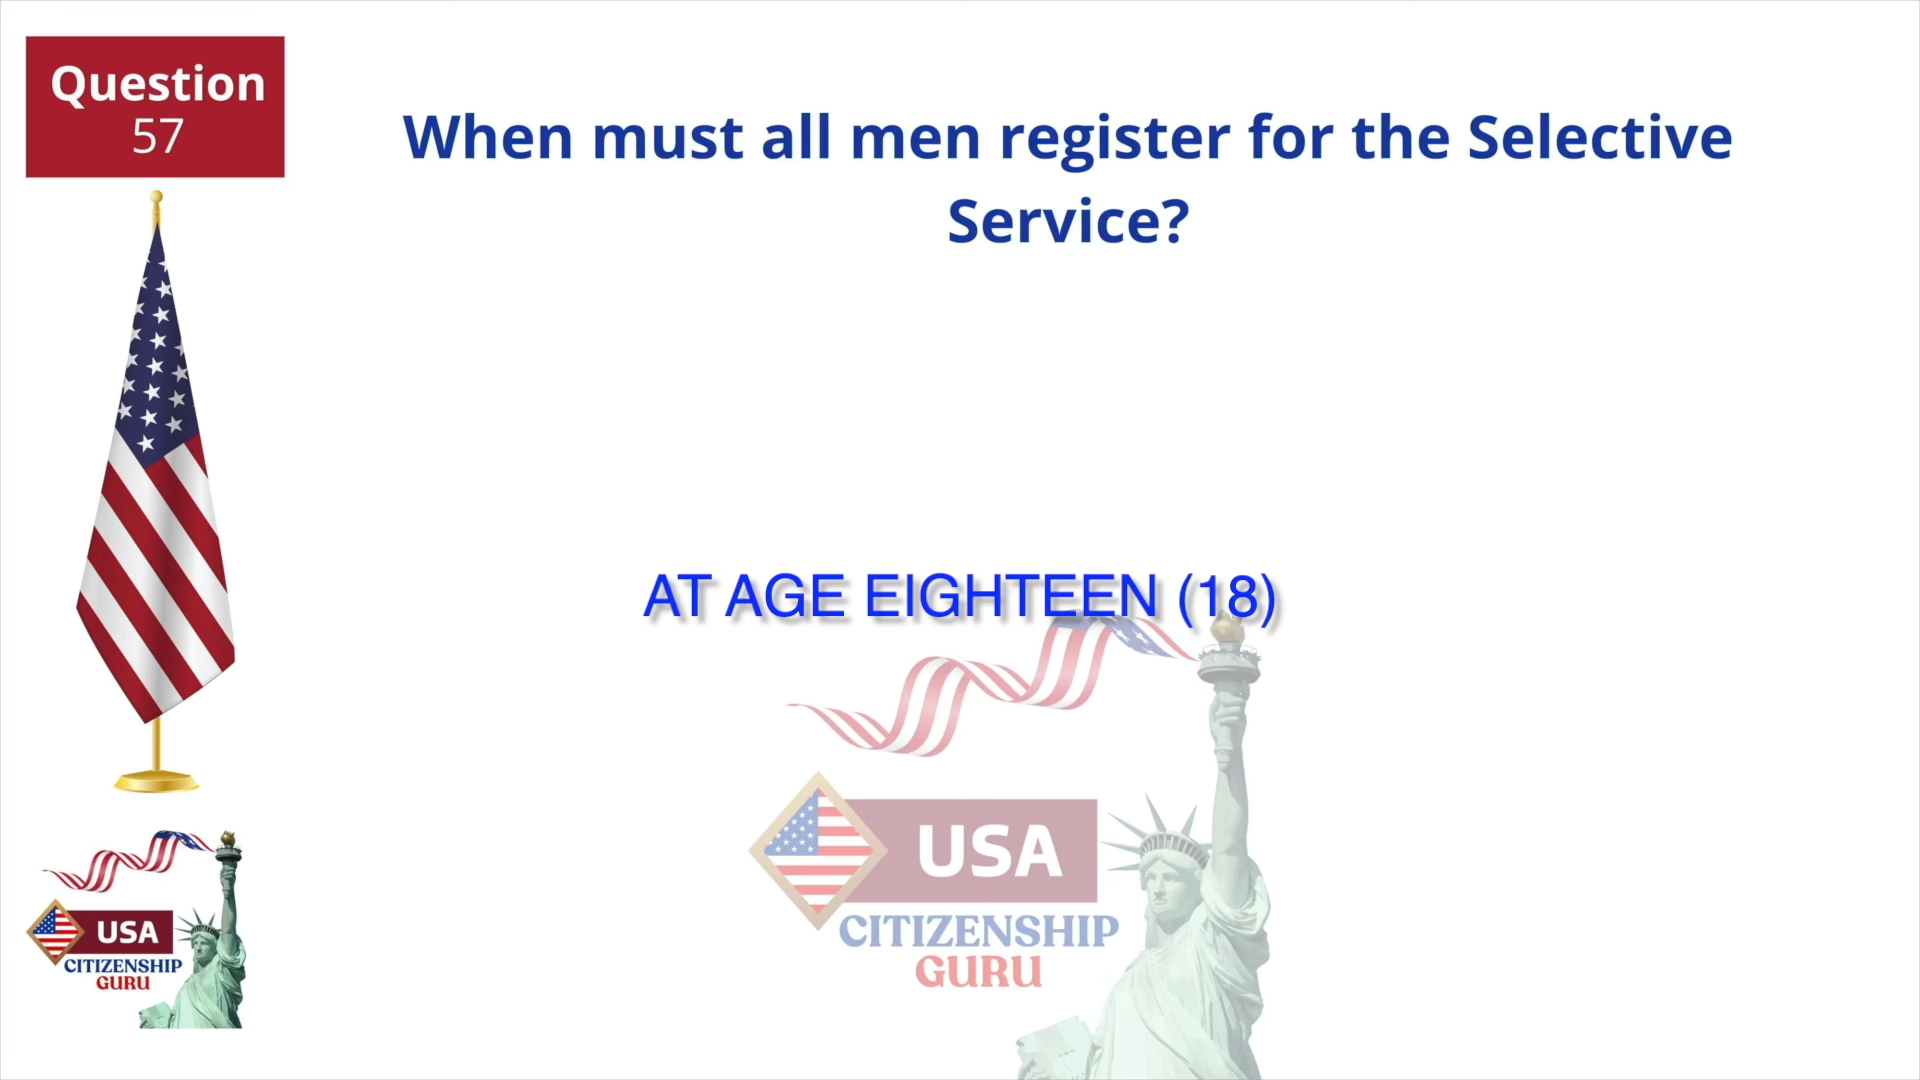 Question
57
When must all men register for the Selective
Service?
AT AGE EIGHTEEN (18)
USA
CITIZENSHIP
GURU
USA
CITIZENSHIP
GURU